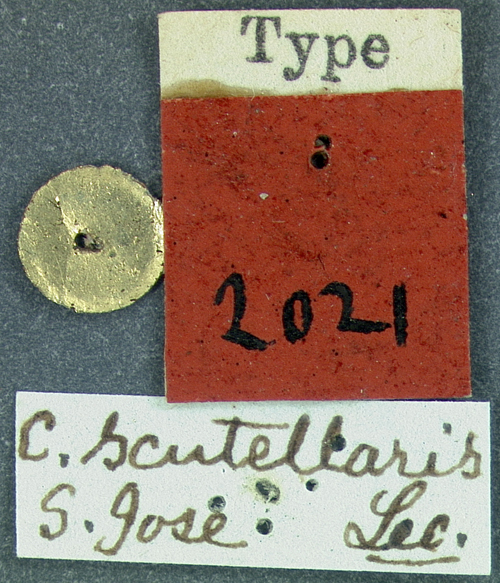 Type
2021
C. scutellaris
S. José Lec.